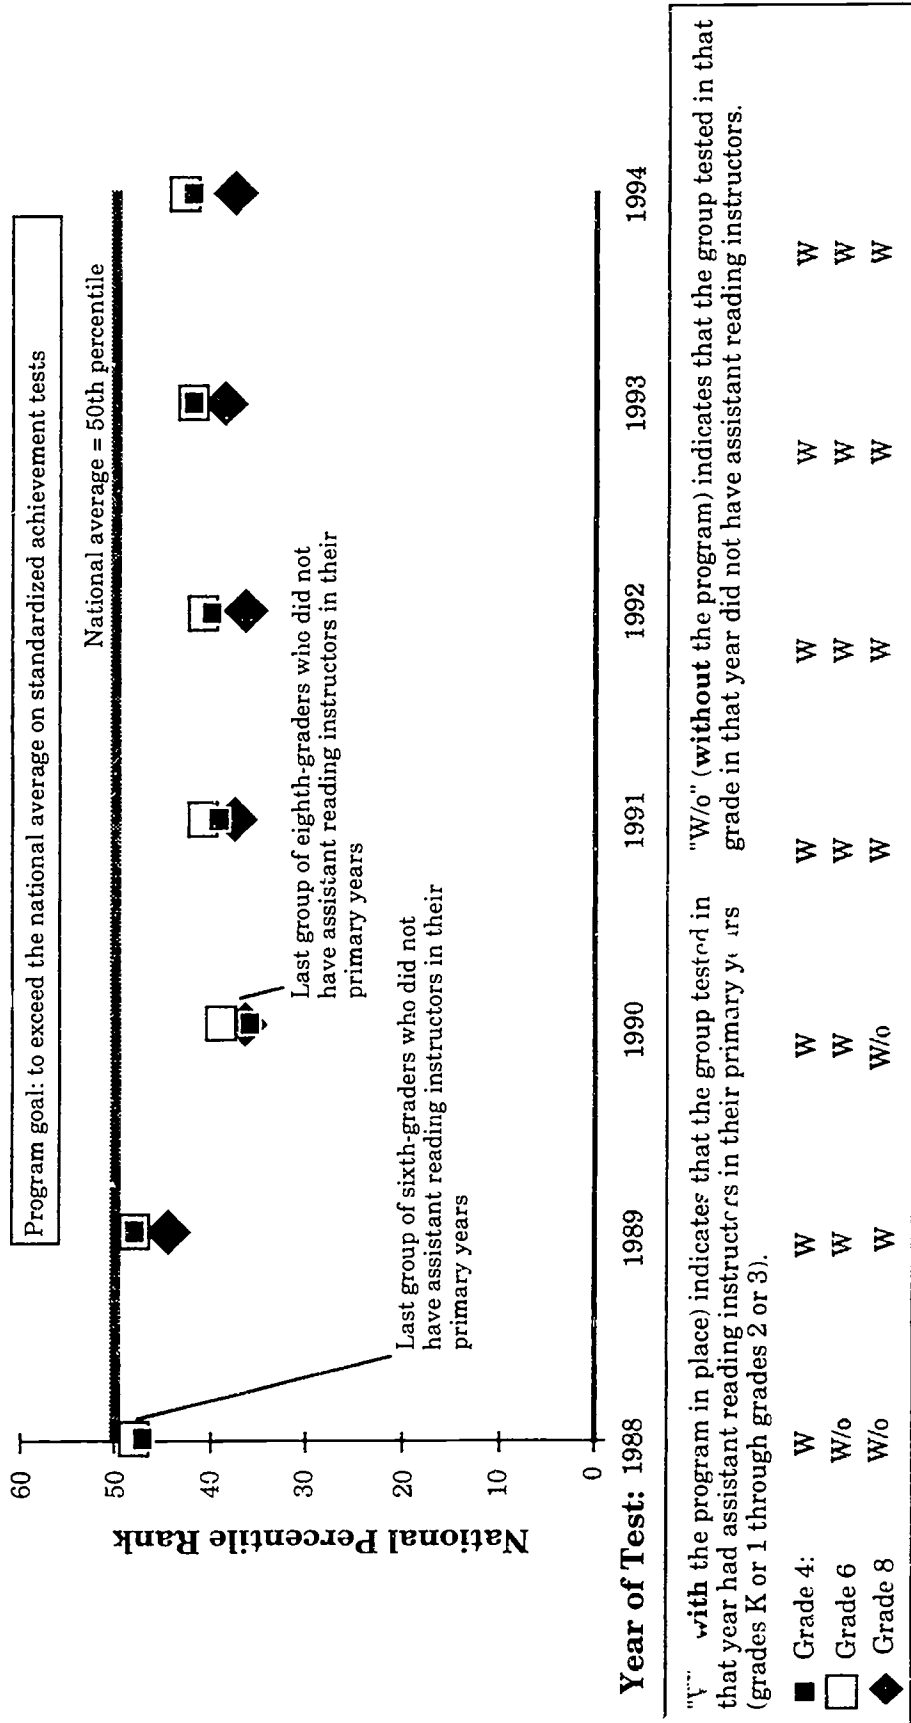 Program goal: to exceed the national average on standardized achievement tests
National average = 50th percentile
National Percentile Rank
60
50
40
30
20
10
0
Last group of sixth-graders who did not
have assistant reading instructors in their
primary years
Last group of eighth-graders who did not
have assistant reading instructors in their
primary years
Year of Test: 1988 1989 1990 1991 1992 1993 1994
with the program in place) indicates that the group tested in
that year had assistant reading instructors in their primary years
(grades K or 1 through grades 2 or 3).
"W/o" (without the program) indicates that the group tested in that
grade in that year did not have assistant reading instructors.
Grade 4: W W W W W W W
Grade 6 W/o W W W W W W
Grade 8 W/o W W/o W W W W